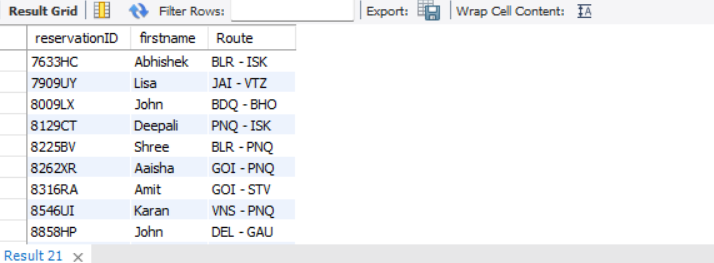 Result Grid Filter Rows: Export: Wrap Cell Content:
reservationID firstname Route
7633HC Abhishek BLR - ISK
7909UY Lisa JAI - VTZ
8009LX John BDQ - BHO
8129CT Deepali PNQ - ISK
8225BV Shree BLR - PNQ
8262XR Aaisha GOI - PNQ
8316RA Amit GOI - STV
8546UI Karan VNS - PNQ
8858HP John DEL - GAU
Result 21